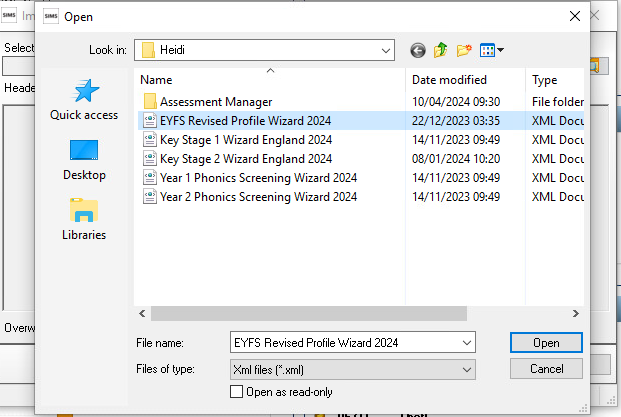 SIMS Im
SIMS Open
Look in: Heidi
Select
Heade
Quick access
Desktop
Libraries
Name Date modified Type
Assessment Manager 10/04/2024 09:30 File folder
EYFS Revised Profile Wizard 2024 22/12/2023 03:35 XML Docu
Key Stage 1 Wizard England 2024 14/11/2023 09:49 XML Docu
Key Stage 2 Wizard England 2024 08/01/2024 10:20 XML Docu
Year 1 Phonics Screening Wizard 2024 14/11/2023 09:49 XML Docu
Year 2 Phonics Screening Wizard 2024 14/11/2023 09:49 XML Docu
Overw
File name: EYFS Revised Profile Wizard 2024 Open
Files of type: Xml files (*.xml) Cancel
Open as read-only